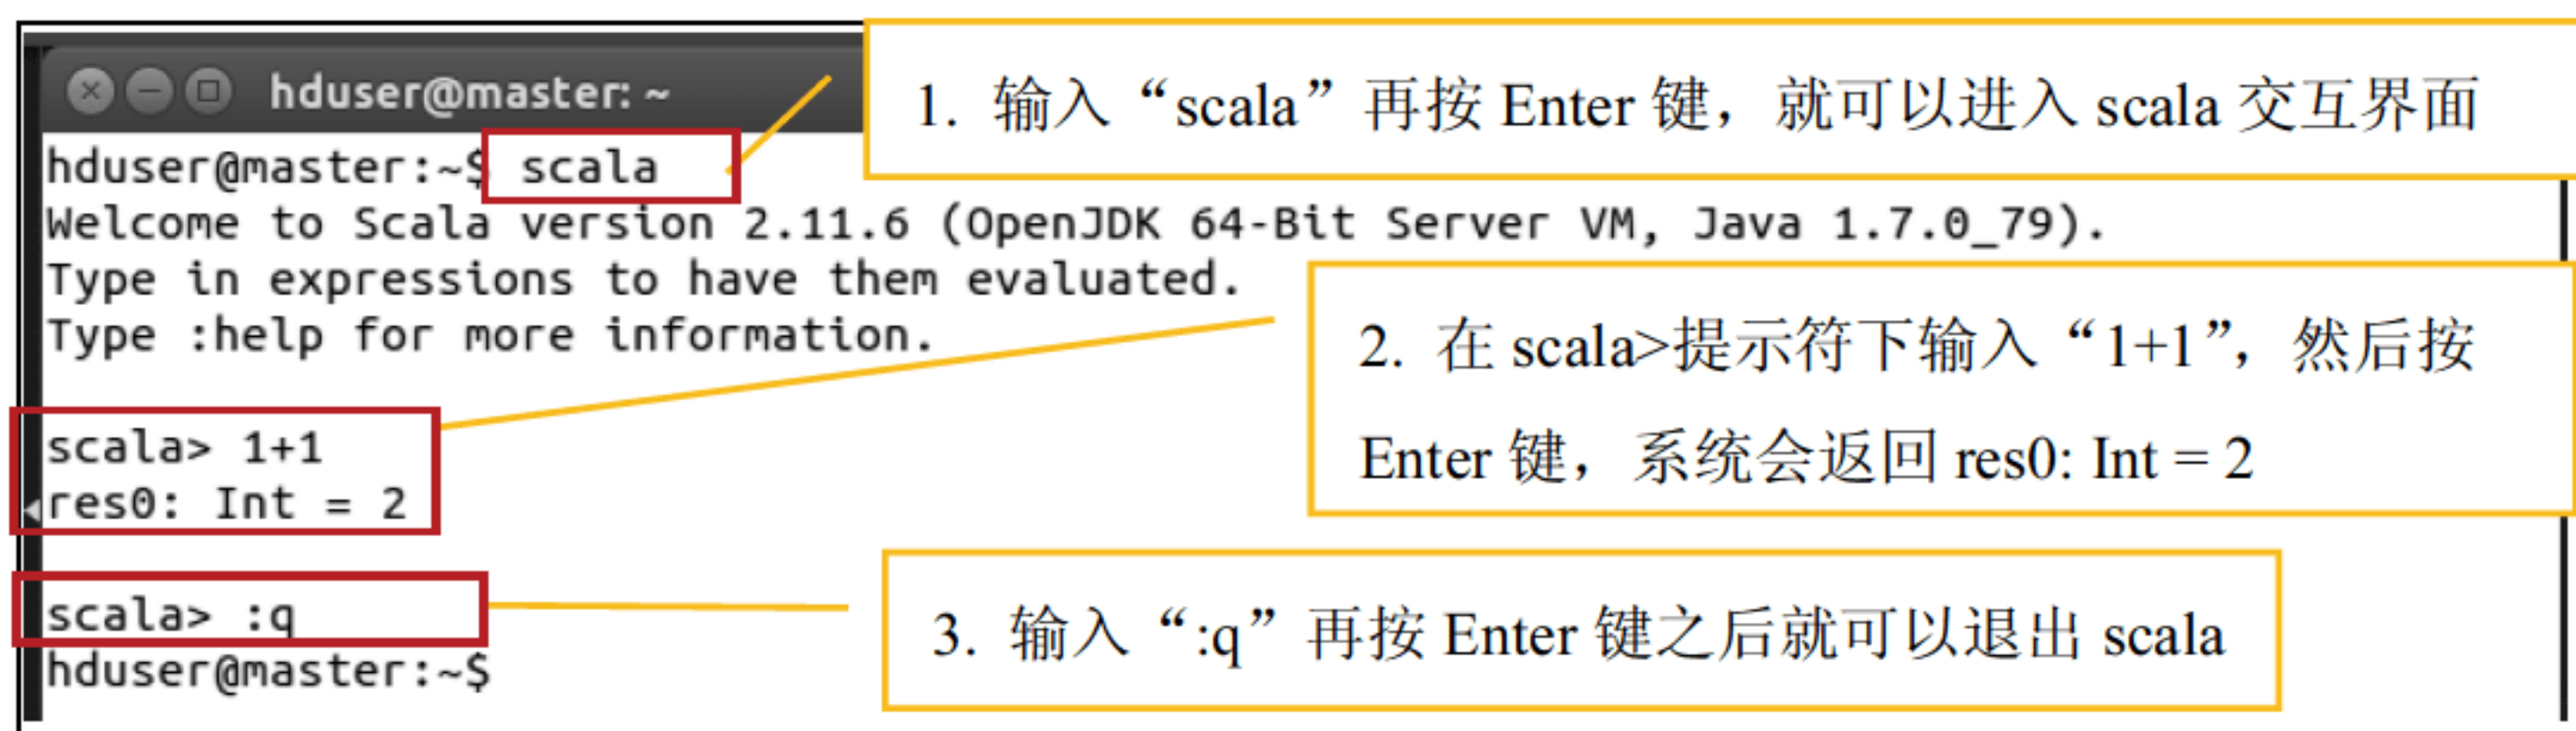 hduser@master: ~
1. 输入“scala”再按 Enter 键，就可以进入 scala 交互界面
hduser@master:~$ scala
Welcome to Scala version 2.11.6 (OpenJDK 64-Bit Server VM, Java 1.7.0_79).
Type in expressions to have them evaluated.
Type :help for more information.
2. 在 scala>提示符下输入“1+1”，然后按
Enter 键，系统会返回 res0: Int = 2
scala> 1+1
res0: Int = 2
scala> :q
3. 输入“:q”再按 Enter 键之后就可以退出 scala
hduser@master:~$